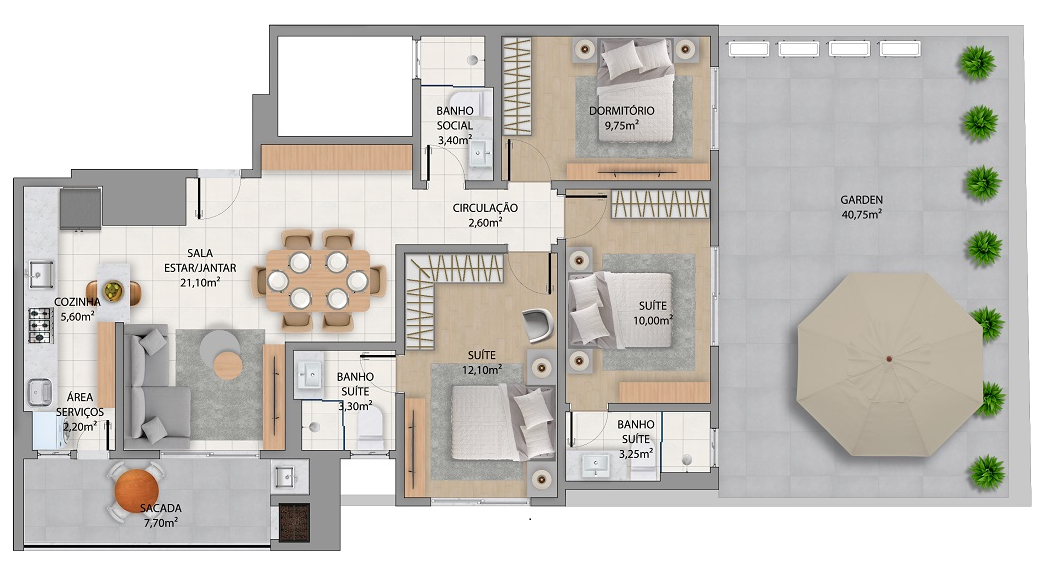 BANHO
SOCIAL
3,40m²
DORMITÓRIO
9,75m²
CIRCULAÇÃO
2,60m²
GARDEN
40,75m²
SALA
ESTAR/JANTAR
21,10m²
COZINHA
5,60m²
SUÍTE
10,00m²
SUÍTE
12,10m²
BANHO
SUÍTE
3,30m²
ÁREA
SERVIÇOS
2,20m²
BANHO
SUÍTE
3,25m²
SACADA
7,70m²